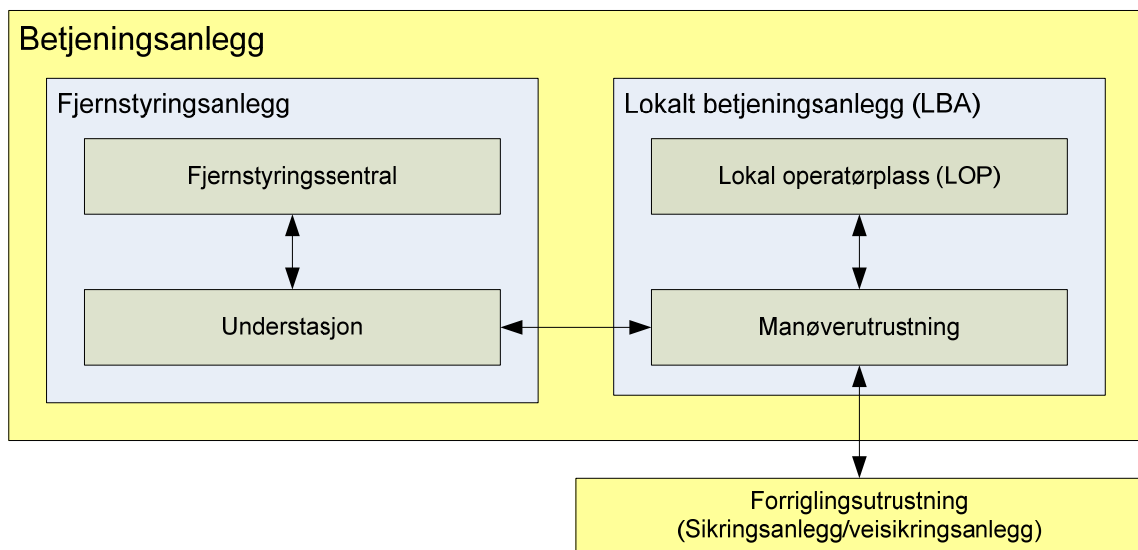 Betjeningsanlegg
Fjernstyringsanlegg
Fjernstyringssentral
Understasjon
Lokalt betjeningsanlegg (LBA)
Lokal operatørplass (LOP)
Manøverutrustning
Forriglingsutrustning
(Sikringsanlegg/veisikringsanlegg)